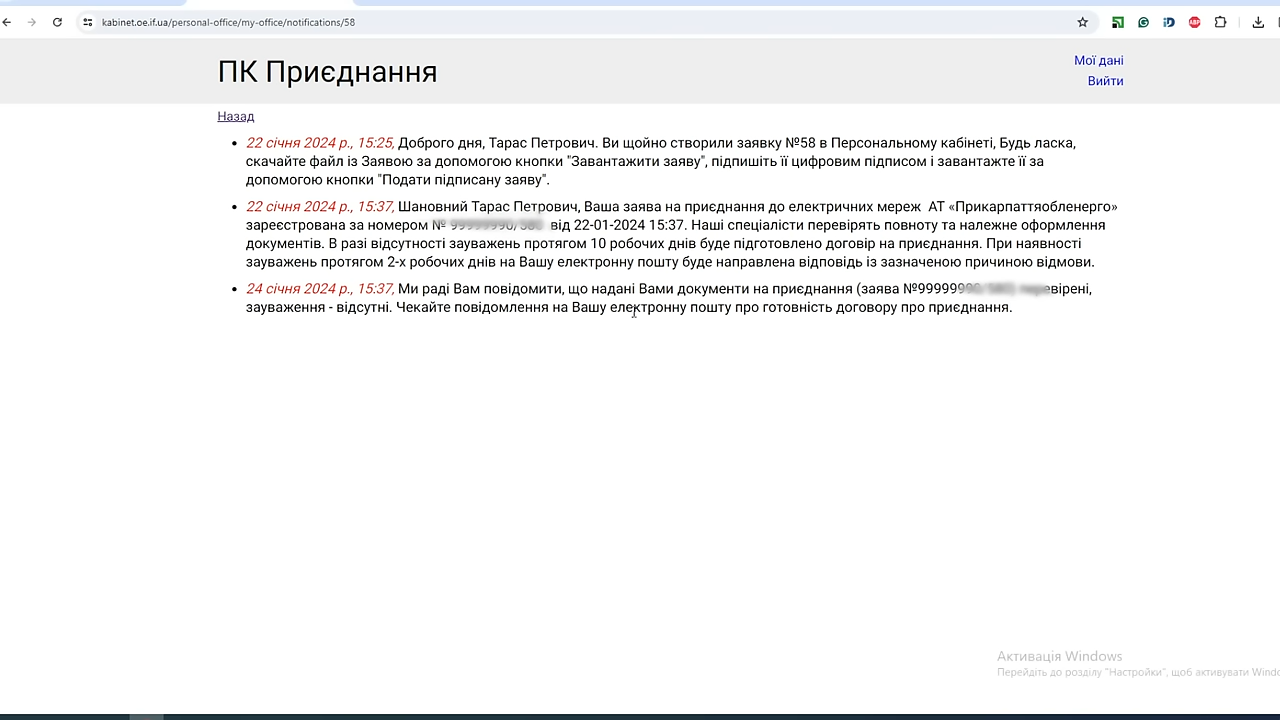 kabinet.oe.if.ua/personal-office/my-office/notifications/58
ПК Приєднання
Мої дані
Вийти
Назад
22 січня 2024 р., 15:25, Доброго дня, Тарас Петрович. Ви щойно створили заявку №58 в Персональному кабінеті, Будь ласка,
скачайте файл із Заявою за допомогою кнопки "Завантажити заяву", підпишіть її цифровим підписом і завантажте її за
допомогою кнопки "Подати підписану заяву".
22 січня 2024 р., 15:37, Шановний Тарас Петрович, Ваша заява на приєднання до електричних мереж АТ «Прикарпаттяобленерго»
зареєстрована за номером № від 22-01-2024 15:37. Наші спеціалісти перевірять повноту та належне оформлення
документів. В разі відсутності зауважень протягом 10 робочих днів буде підготовлено договір на приєднання. При наявності
зауважень протягом 2-х робочих днів на Вашу електронну пошту буде направлена відповідь із зазначеною причиною відмови.
24 січня 2024 р., 15:37, Ми раді Вам повідомити, що надані Вами документи на приєднання (заява перевірені,
зауваження - відсутні. Чекайте повідомлення на Вашу електронну пошту про готовність договору про приєднання.
Активація Windows
Перейдіть до розділу "Настройки", щоб активувати